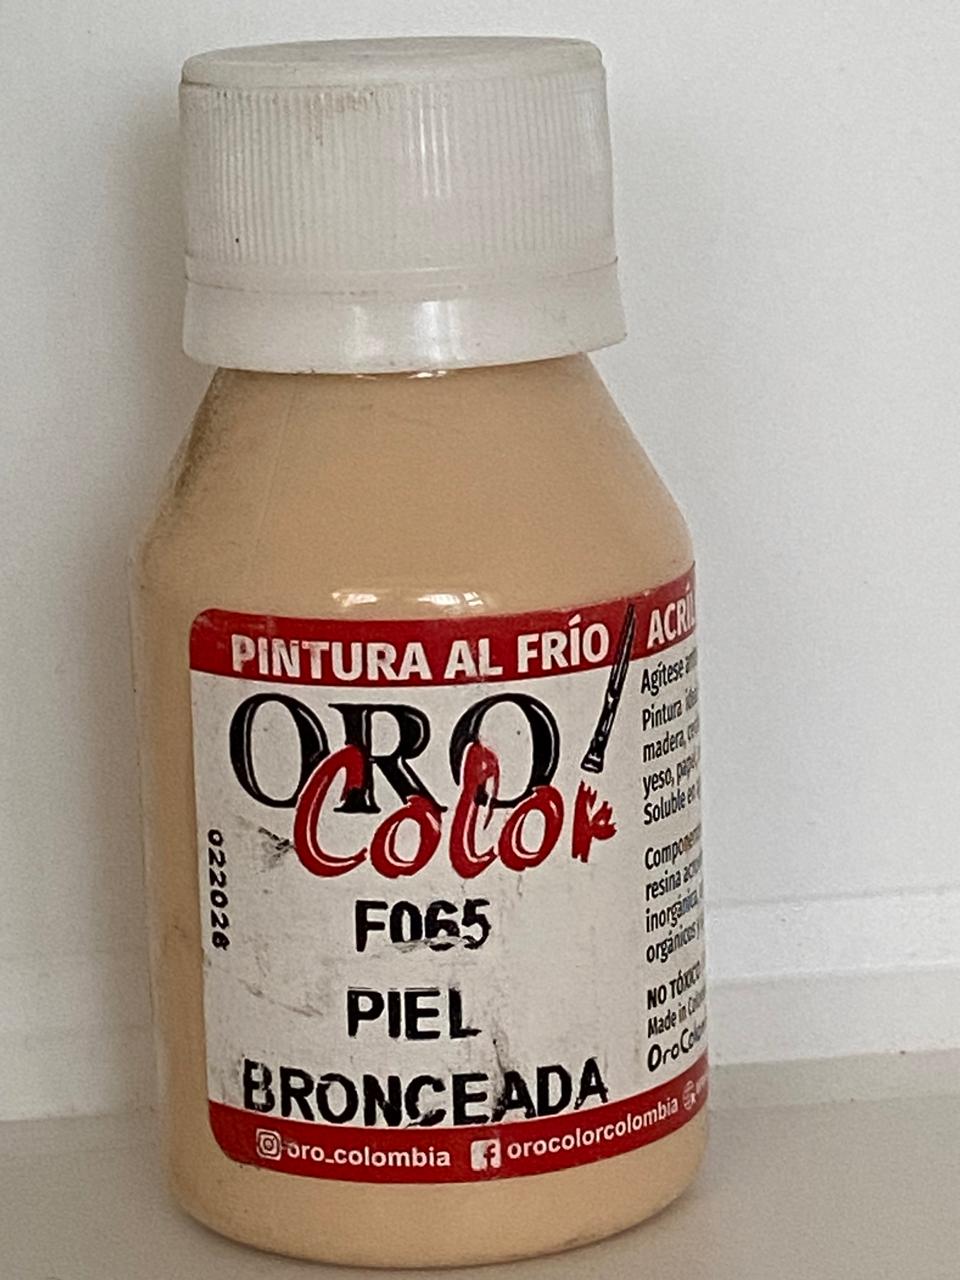 PINTURA AL FRÍO
ORO
Color
F065
PIEL
BRONCEADA
022026
oro_colombia
orocolorcolombia
Agítese
Pintura
madera,
yeso, papel,
Soluble en
resina
inorgánica,
orgánicos y
NO TÓXICO.
Made in